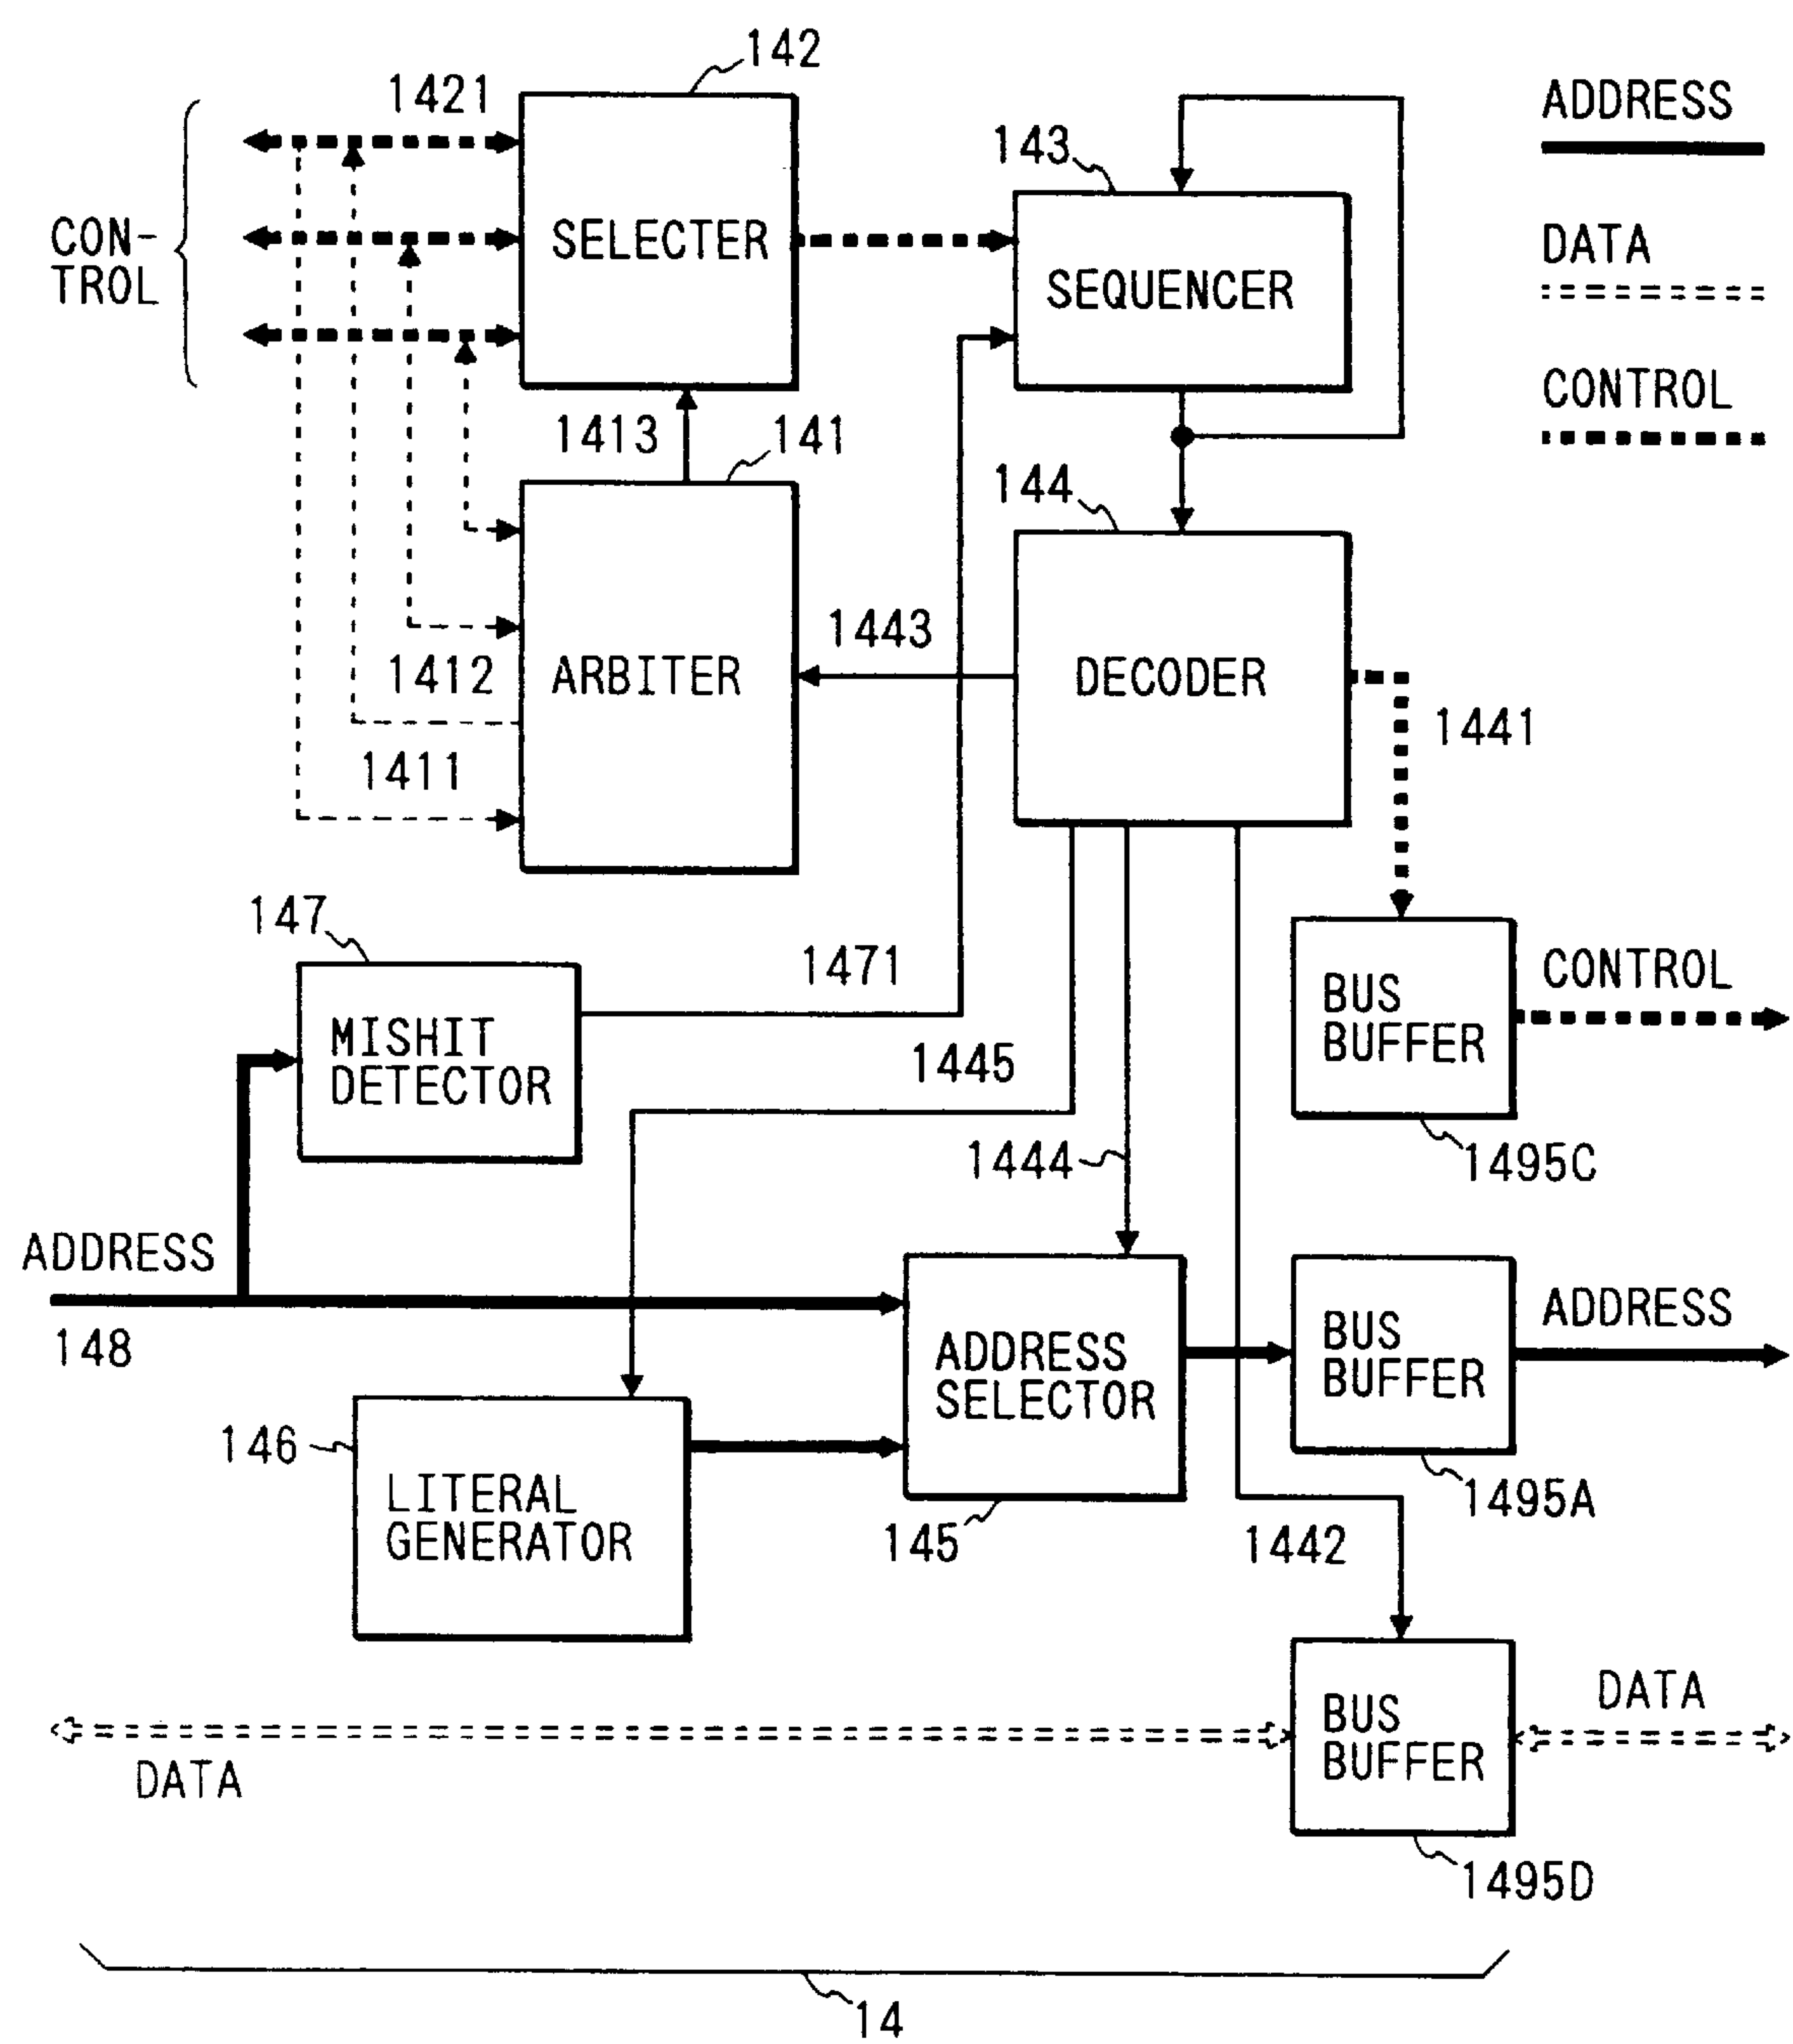 142
1421
ADDRESS
143
CON-
TROL
SELECTER
DATA
SEQUENCER
CONTROL
1413
141
144
1443
1412
ARBITER
DECODER
1441
1411
147
1471
CONTROL
BUS
BUFFER
MISHIT
DETECTOR
1445
1444
1495C
ADDRESS
ADDRESS
148
BUS
BUFFER
ADDRESS
SELECTOR
146
1495A
LITERAL
GENERATOR
145
1442
DATA
BUS
BUFFER
DATA
1495D
14